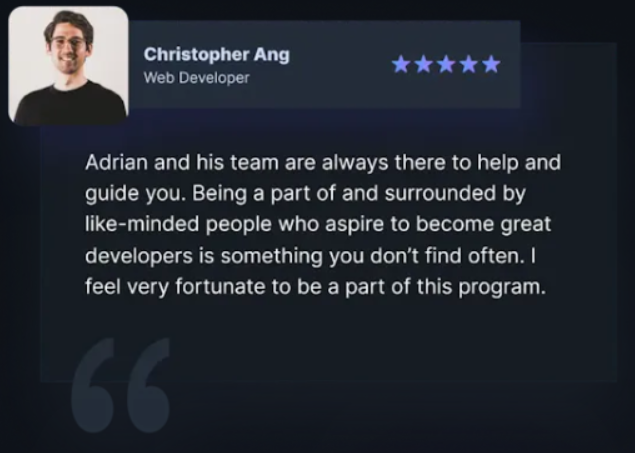 Christopher Ang
Web Developer
Adrian and his team are always there to help and
guide you. Being a part of and surrounded by
like-minded people who aspire to become great
developers is something you don’t find often. I
feel very fortunate to be a part of this program.
“